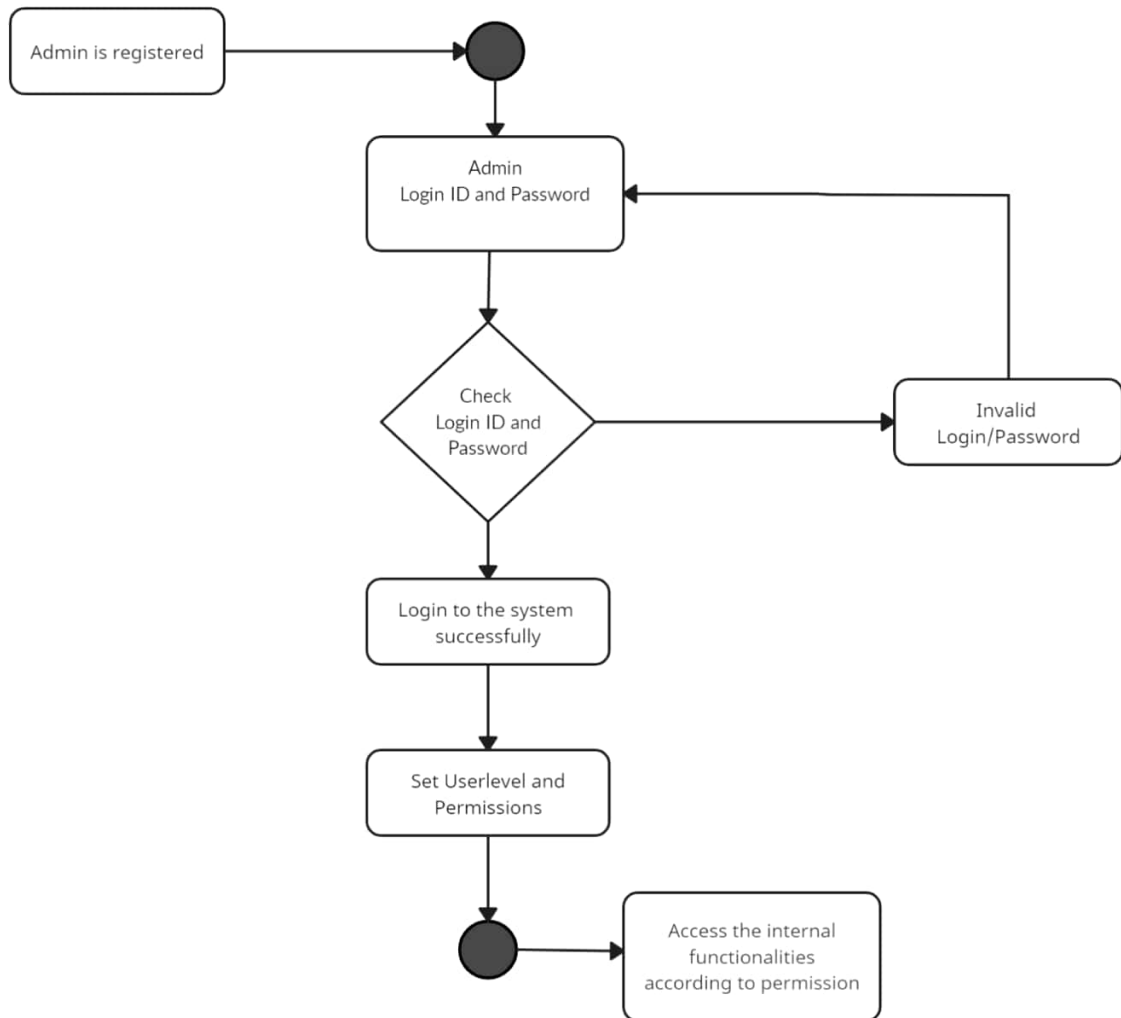 Admin is registered
Admin
Login ID and Password
Check
Login ID and
Password
Invalid
Login/Password
Login to the system
successfully
Set Userlevel and
Permissions
Access the internal
functionalities
according to permission